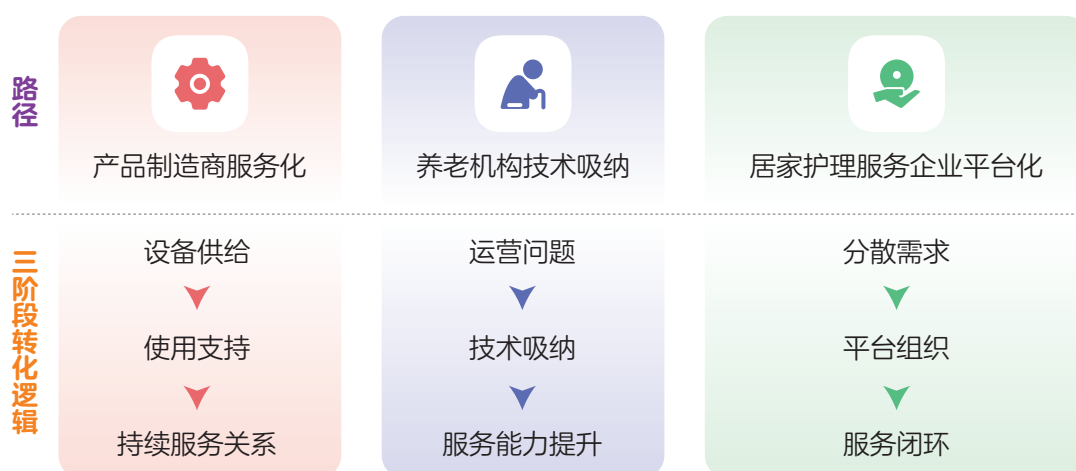 路径
产品制造商服务化
养老机构技术吸纳
居家护理服务企业平台化
三阶段转化逻辑
设备供给
运营问题
分散需求
使用支持
技术吸纳
平台组织
持续服务关系
服务能力提升
服务闭环